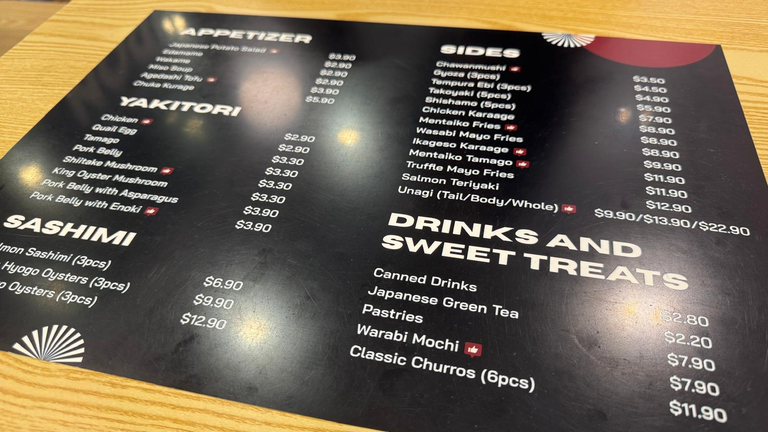 APPETIZER
Japanese Potato Salad $3.90
Edamame $2.90
Wakame $2.90
Miso Soup $2.90
Agedashi Tofu $3.90
Chuka Kurage $5.90
YAKITORI
Chicken $2.90
Quail Egg $2.90
Tamago $3.30
Pork Belly $3.30
Shiitake Mushroom $3.30
King Oyster Mushroom $3.30
Pork Belly with Asparagus $3.90
Pork Belly with Enoki $3.90
SASHIMI
Sashimi (3pcs) $6.90
Hyogo Oysters (3pcs) $9.90
Oysters (3pcs) $12.90
SIDES
Chawanmushi $3.50
Gyoza (3pcs) $4.50
Tempura Ebi (3pcs) $4.90
Takoyaki (5pcs) $5.90
Shishamo (5pcs) $7.90
Chicken Karaage $8.90
Mentaiko Fries $8.90
Wasabi Mayo Fries $8.90
Ikageso Karaage $9.90
Mentaiko Tamago $11.90
Truffle Mayo Fries $11.90
Salmon Teriyaki $12.90
Unagi (Tail/Body/Whole) $9.90/$13.90/$22.90
DRINKS AND
SWEET TREATS
Canned Drinks $2.80
Japanese Green Tea $2.20
Pastries $7.90
Warabi Mochi $7.90
Classic Churros (6pcs) $11.90